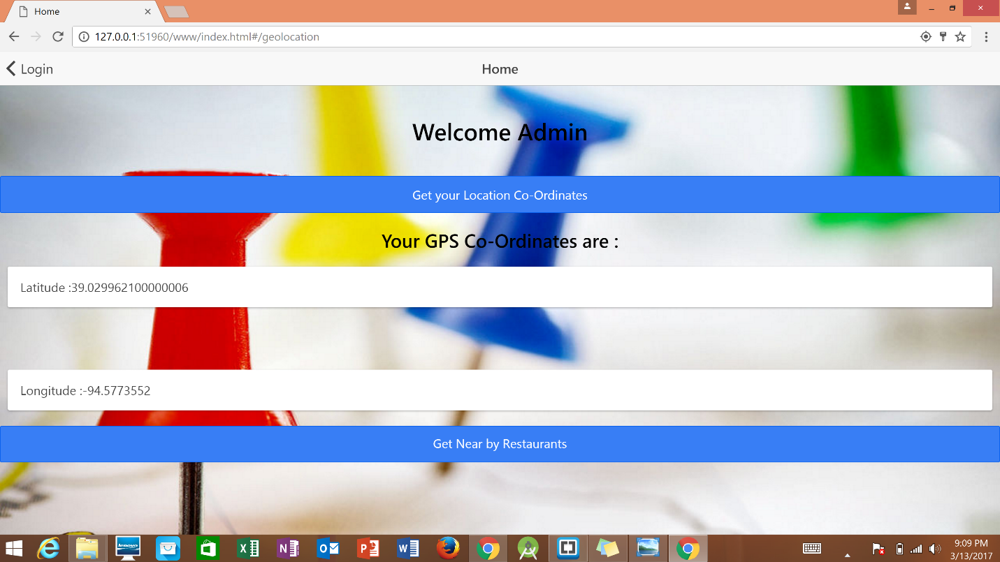 Home
127.0.0.1:51960/www/index.html#/geolocation
Login
Home
Welcome Admin
Get your Location Co-Ordinates
Your GPS Co-Ordinates are :
Latitude :39.029962100000006
Longitude :-94.5773552
Get Near by Restaurants
lenovo
9:09 PM
3/13/2017